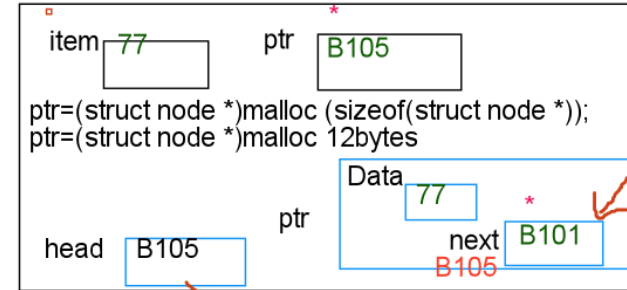 *
item 77 ptr B105
ptr=(struct node *)malloc (sizeof(struct node *));
ptr=(struct node *)malloc 12bytes
Data 77
ptr *
head B105 next B101
B105